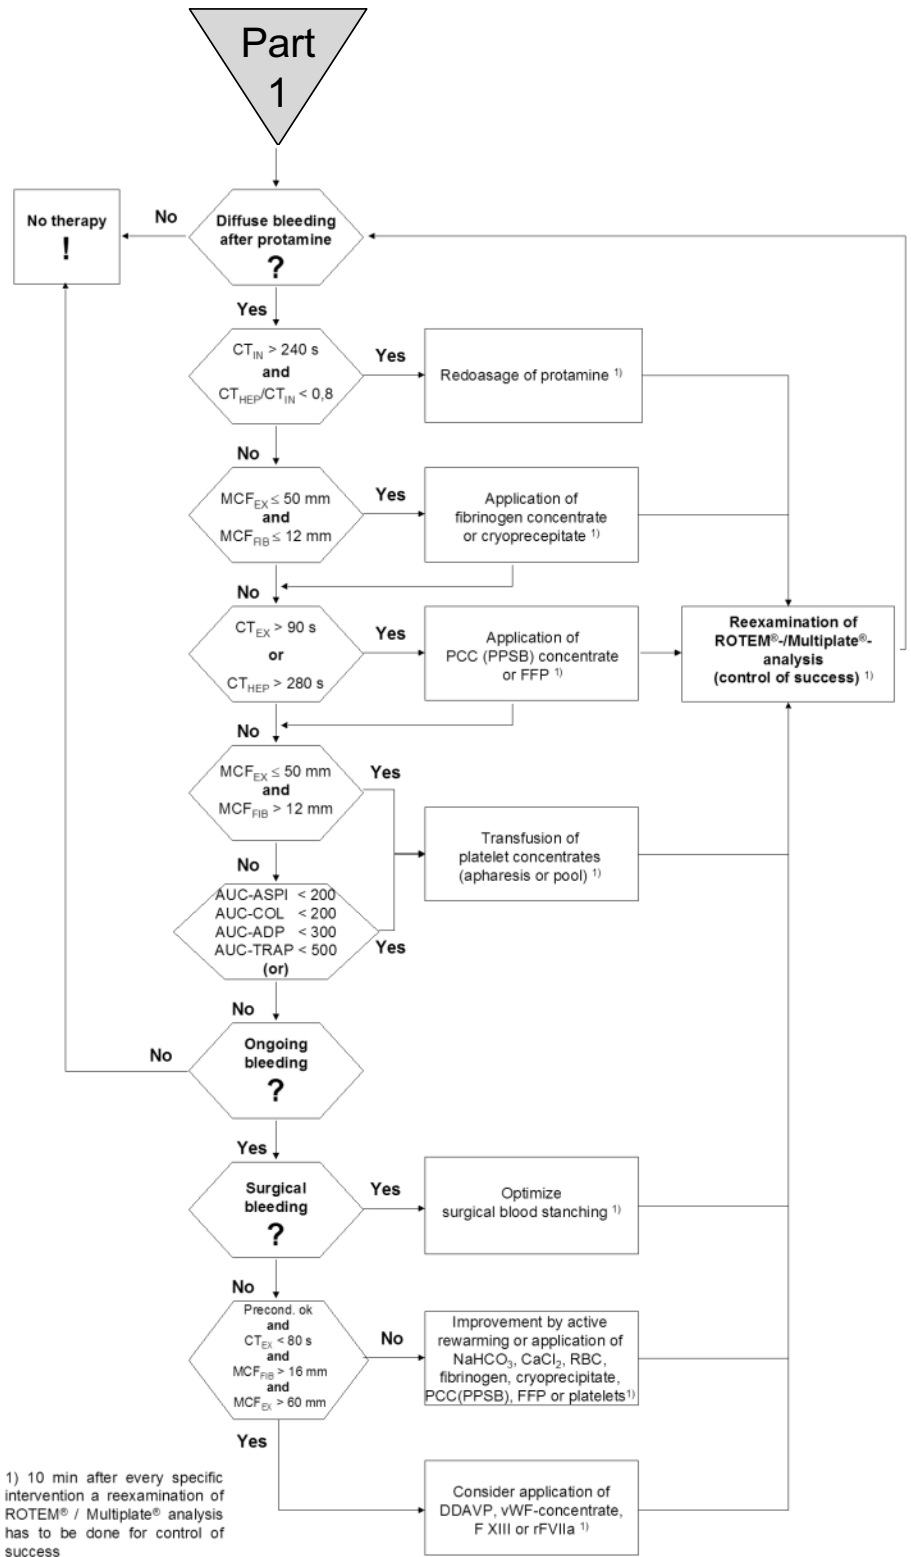 Part
1
No therapy
!
No
Diffuse bleeding
after protamine
?
Yes
CT_IN > 240 s
and
CT_HEP/CT_IN < 0,8
Yes
Redoasage of protamine ¹⁾
No
MCF_EX ≤ 50 mm
and
MCF_FIB ≤ 12 mm
Yes
Application of
fibrinogen concentrate
or cryoprecepitate ¹⁾
No
CT_EX > 90 s
or
CT_HEP > 280 s
Yes
Application of
PCC (PPSB) concentrate
or FFP ¹⁾
Reexamination of
ROTEM®-/Multiplate®-
analysis
(control of success) ¹⁾
No
MCF_EX ≤ 50 mm
and
MCF_FIB > 12 mm
Yes
Transfusion of
platelet concentrates
(apharesis or pool) ¹⁾
No
AUC-ASPI < 200
AUC-COL < 200
AUC-ADP < 300
AUC-TRAP < 500
(or)
Yes
No
Ongoing
bleeding
?
No
Yes
Surgical
bleeding
?
Yes
Optimize
surgical blood stanching ¹⁾
No
Precond. ok
and
CT_EX < 80 s
and
MCF_FIB > 16 mm
and
MCF_EX > 60 mm
No
Improvement by active
rewarming or application of
NaHCO₃, CaCl₂, RBC,
fibrinogen, cryoprecipitate,
PCC(PPSB), FFP or platelets¹⁾
Yes
Consider application of
DDAVP, vWF-concentrate,
F XIII or rFVIIa ¹⁾
1) 10 min after every specific
intervention a reexamination of
ROTEM® / Multiplate® analysis
has to be done for control of
success